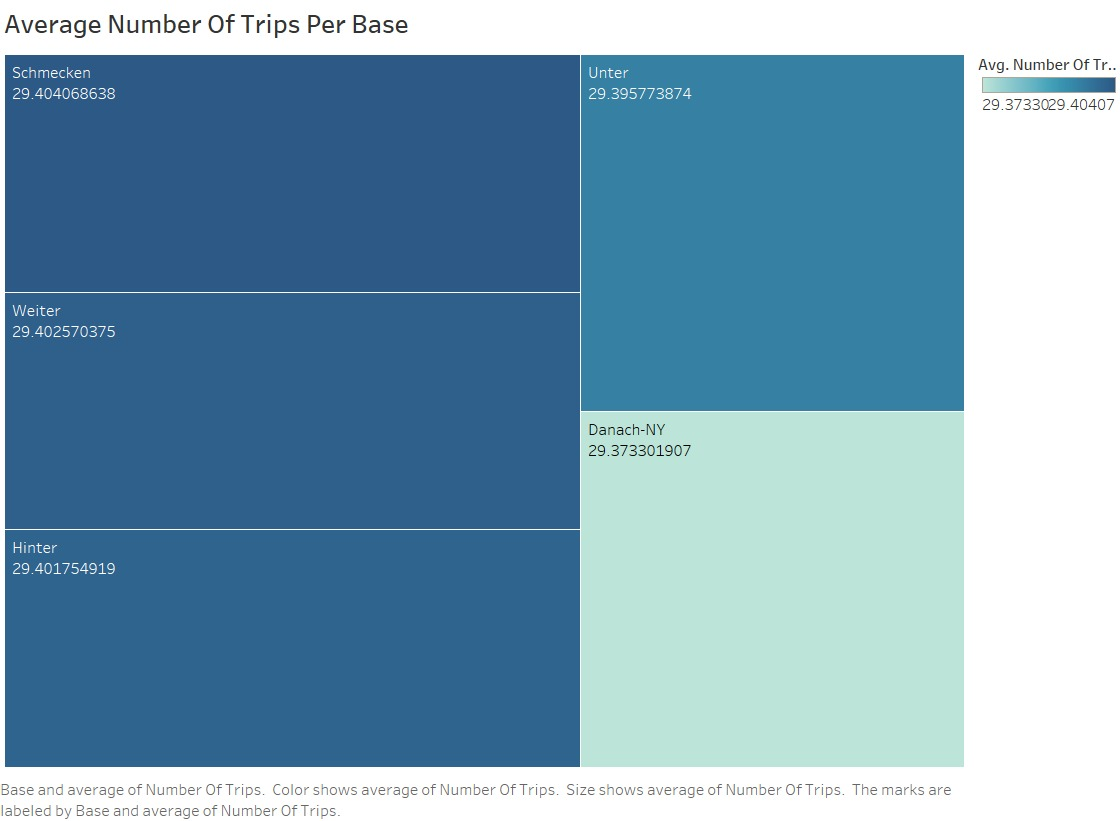 Average Number Of Trips Per Base
Schmecken
29.404068638
Weiter
29.402570375
Hinter
29.401754919
Unter
29.395773874
Danach-NY
29.373301907
Avg. Number Of Tr..
29.37330 29.40407
Base and average of Number Of Trips.  Color shows average of Number Of Trips.  Size shows average of Number Of Trips.  The marks are
labeled by Base and average of Number Of Trips.